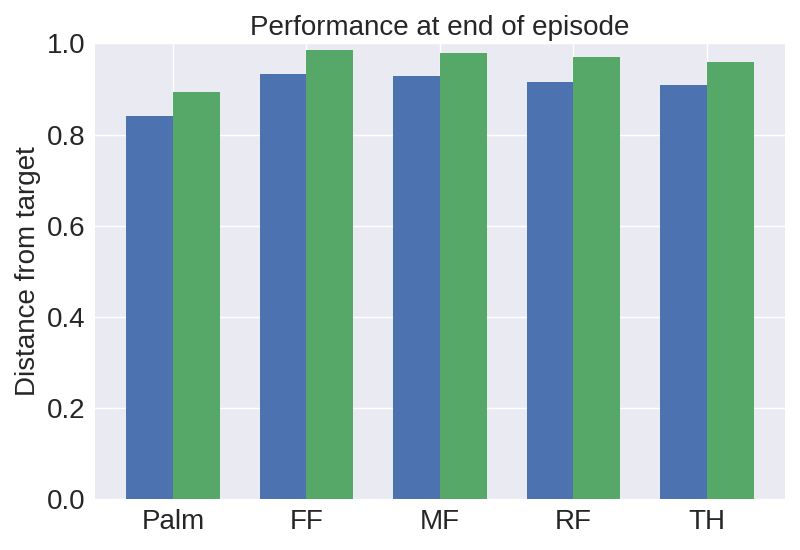 Performance at end of episode
Distance from target
1.0
0.8
0.6
0.4
0.2
0.0
Palm FF MF RF TH